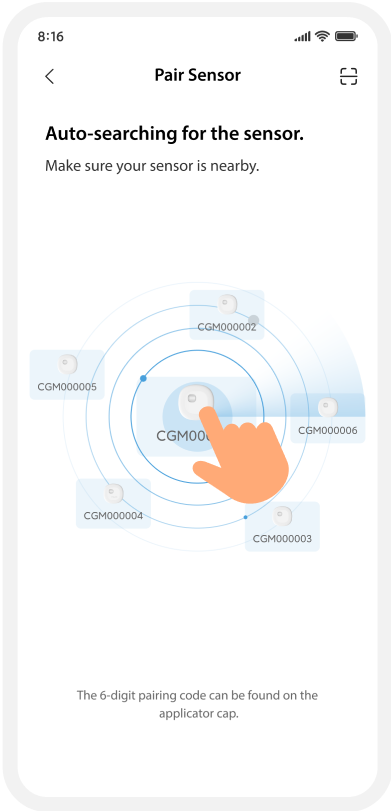 8:16
Pair Sensor
Auto-searching for the sensor.
Make sure your sensor is nearby.
CGM000002
CGM000005
CGM000006
CGM000004
CGM000003
The 6-digit pairing code can be found on the
applicator cap.